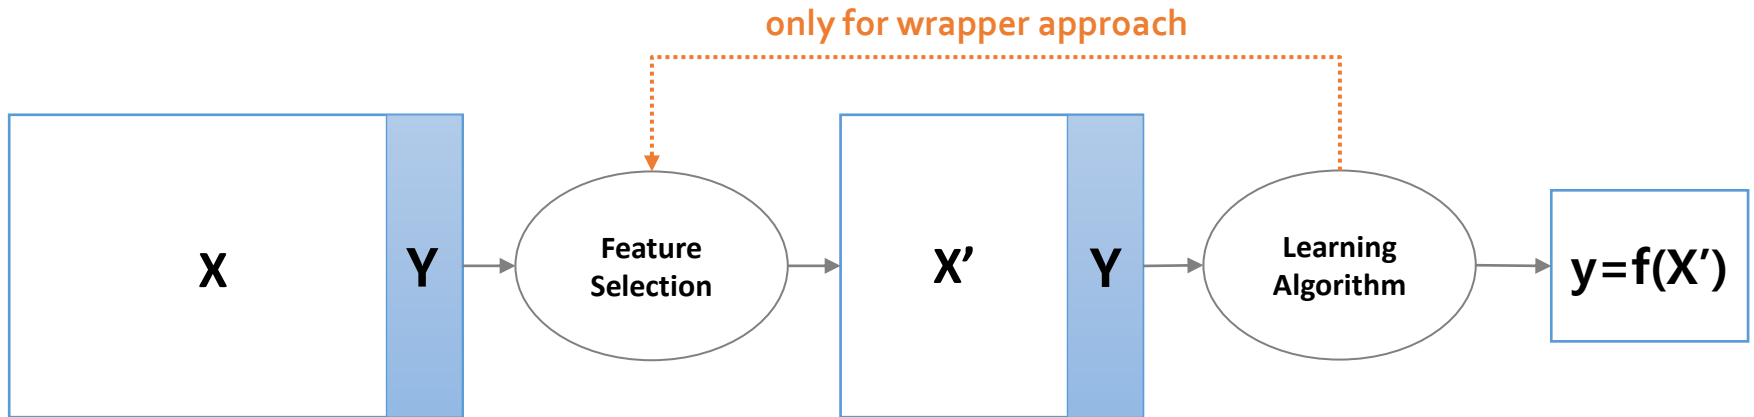 only for wrapper approach
X
Y
Feature
Selection
X’
Y
Learning
Algorithm
y=f(X’)